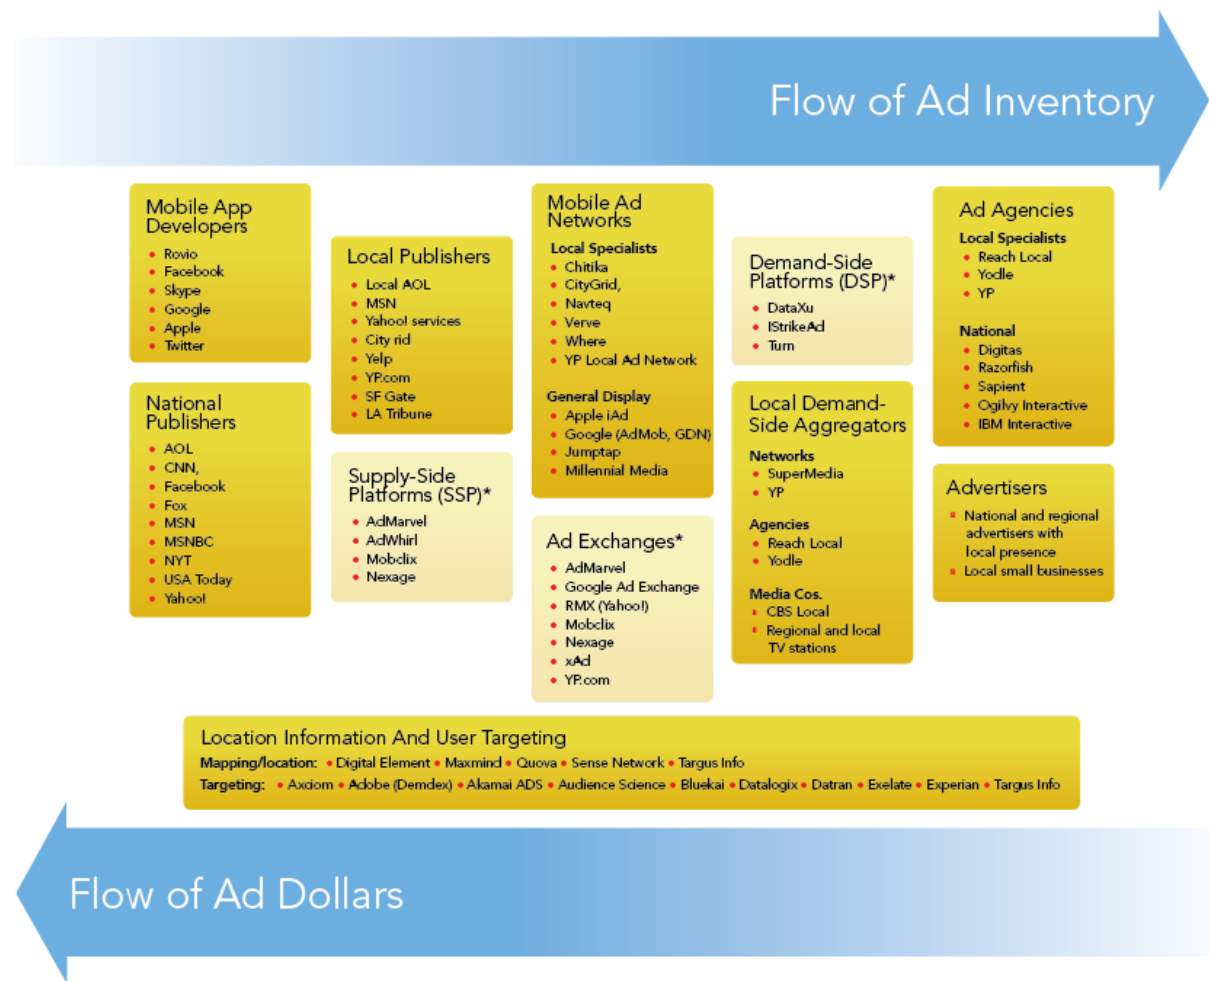 Flow of Ad Inventory
Mobile App
Developers
• Rovio
• Facebook
• Skype
• Google
• Apple
• Twitter
National
Publishers
• AOL
• CNN,
• Facebook
• Fox
• MSN
• MSNBC
• NYT
• USA Today
• Yahoo!
Local Publishers
• Local AOL
• MSN
• Yahoo! services
• City rid
• Yelp
• YP.com
• SF Gate
• LA Tribune
Supply-Side
Platforms (SSP)*
• AdMarvel
• AdWhirl
• Mobclix
• Nexage
Mobile Ad
Networks
Local Specialists
• Chitika
• CityGrid,
• Navteq
• Verve
• Where
• YP Local Ad Network
General Display
• Apple iAd
• Google (AdMob, GDN)
• Jumptap
• Millennial Media
Ad Exchanges*
• AdMarvel
• Google Ad Exchange
• RMX (Yahoo!)
• Mobclix
• Nexage
• xAd
• YP.com
Demand-Side
Platforms (DSP)*
• DataXu
• IStrikeAd
• Turn
Local Demand-
Side Aggregators
Networks
• SuperMedia
• YP
Agencies
• Reach Local
• Yodle
Media Cos.
• CBS Local
• Regional and local
TV stations
Ad Agencies
Local Specialists
• Reach Local
• Yodle
• YP
National
• Digitas
• Razorfish
• Sapient
• Ogilvy Interactive
• IBM Interactive
Advertisers
• National and regional
advertisers with
local presence
• Local small businesses
Location Information And User Targeting
Mapping/location: • Digital Element • Maxmind • Quova • Sense Network • Targus Info
Targeting: • Axciom • Adobe (Demdex) • Akamai ADS • Audience Science • Bluekai • Datalogix • Datran • Exelate • Experian • Targus Info
Flow of Ad Dollars